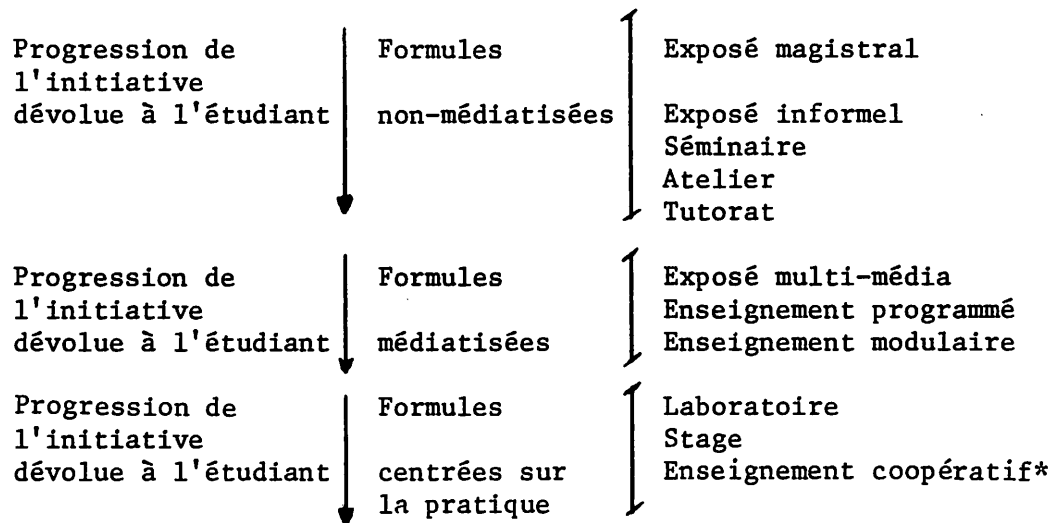 Progression de Formules Exposé magistral
l'initiative
dévolue à l'étudiant non-médiatisées Exposé informel
Séminaire
Atelier
Tutorat
Progression de Formules Exposé multi-média
l'initiative Enseignement programmé
dévolue à l'étudiant médiatisées Enseignement modulaire
Progression de Formules Laboratoire
l'initiative Stage
dévolue à l'étudiant centrées sur Enseignement coopératif*
la pratique